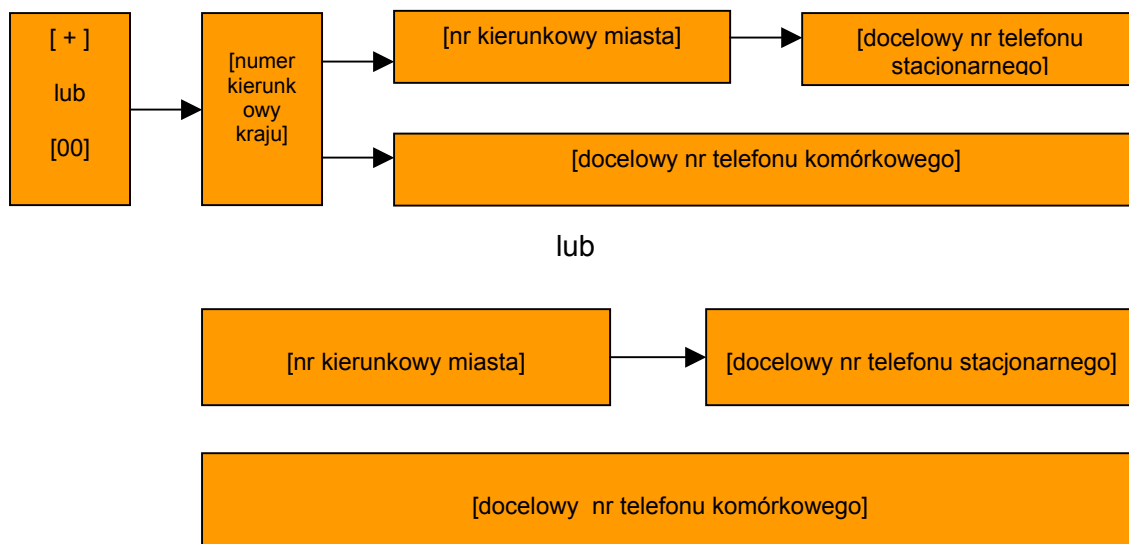 [ + ]
lub
[00]
[numer
kierunk
owy
kraju]
[nr kierunkowy miasta]
[docelowy nr telefonu
stacjonarnego]
[docelowy nr telefonu komórkowego]
lub
[nr kierunkowy miasta]
[docelowy nr telefonu stacjonarnego]
[docelowy nr telefonu komórkowego]